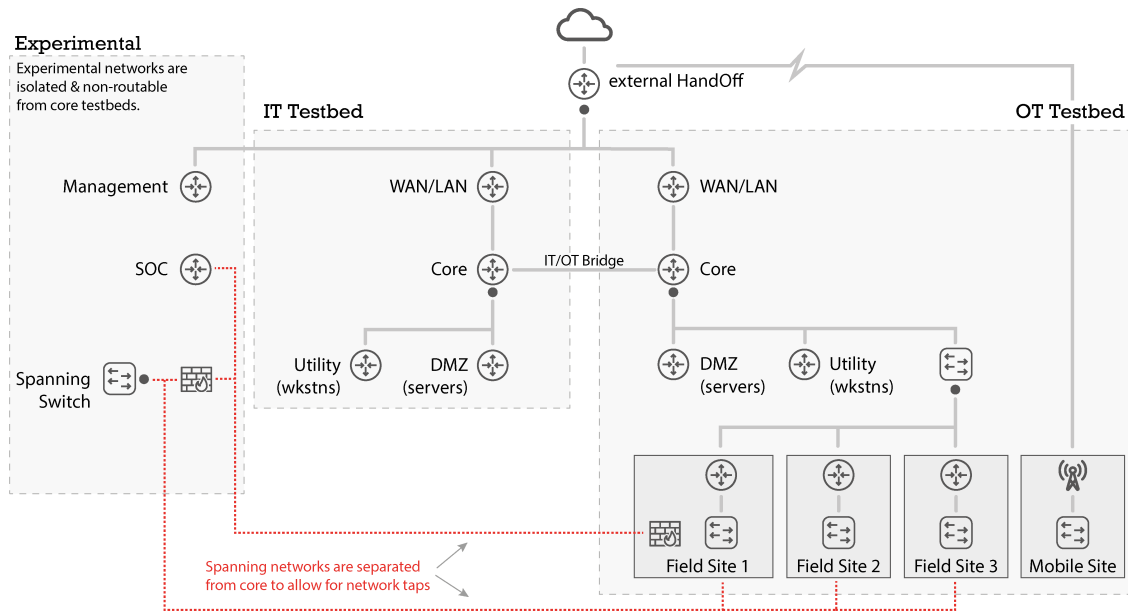 Experimental
Experimental networks are
isolated & non-routable
from core testbeds.
external HandOff
IT Testbed
OT Testbed
Management
WAN/LAN
WAN/LAN
SOC
Core
IT/OT Bridge
Core
Spanning
Switch
Utility
(wkstns)
DMZ
(servers)
DMZ
(servers)
Utility
(wkstns)
Field Site 1
Field Site 2
Field Site 3
Mobile Site
Spanning networks are separated
from core to allow for network taps